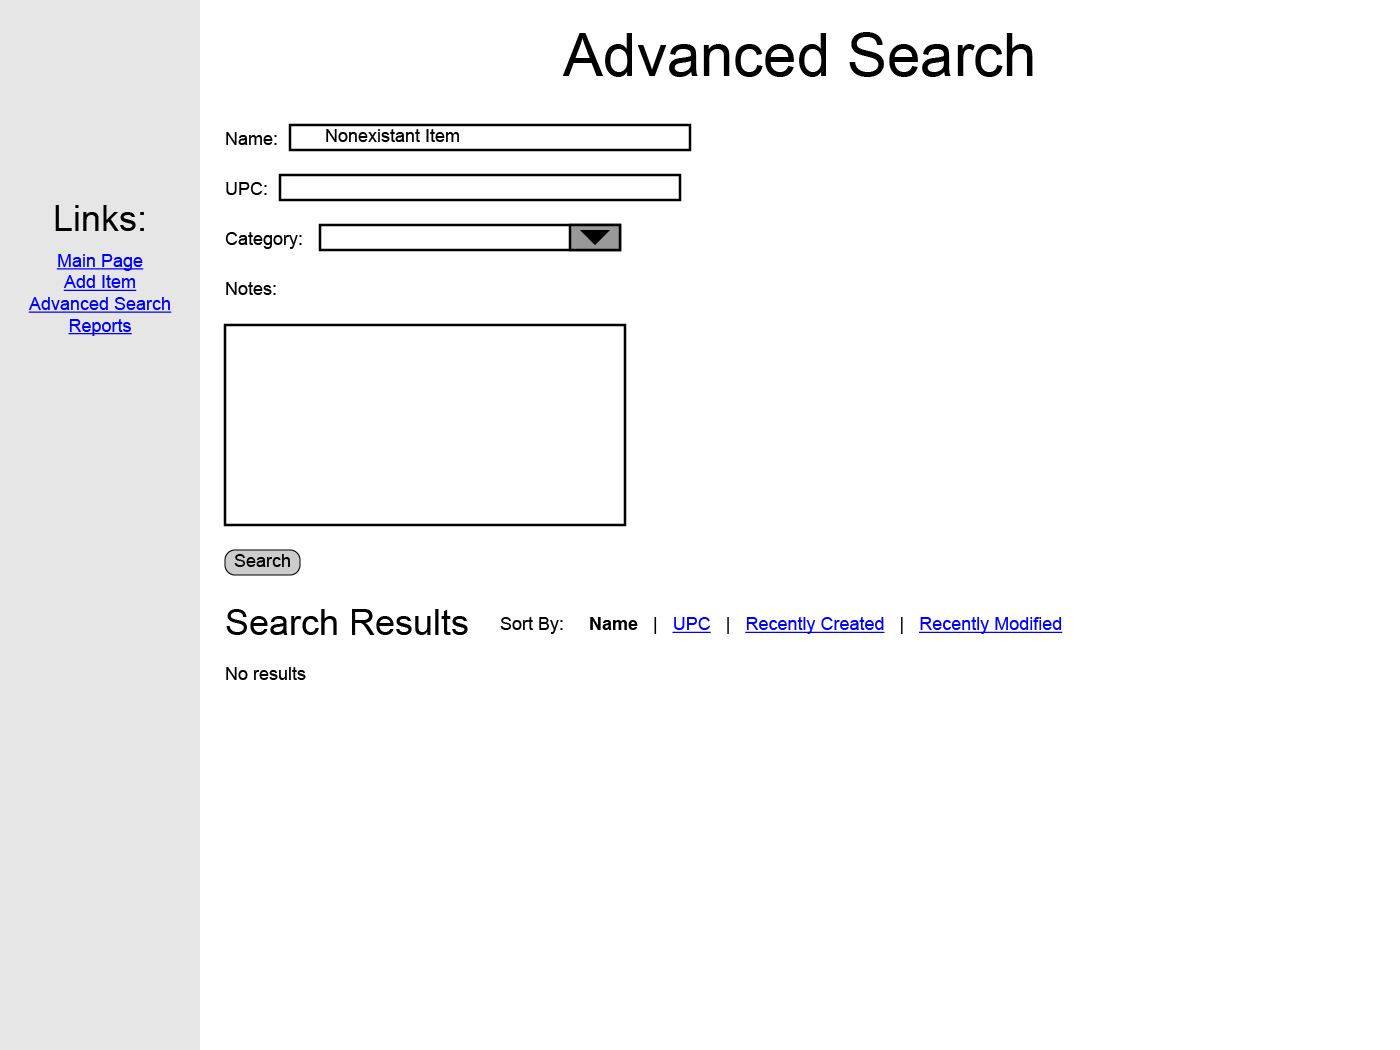 Advanced Search
Name: Nonexistant Item
UPC:
Category:
Notes:
Search
Search Results Sort By: Name | UPC | Recently Created | Recently Modified
No results
Links:
Main Page
Add Item
Advanced Search
Reports